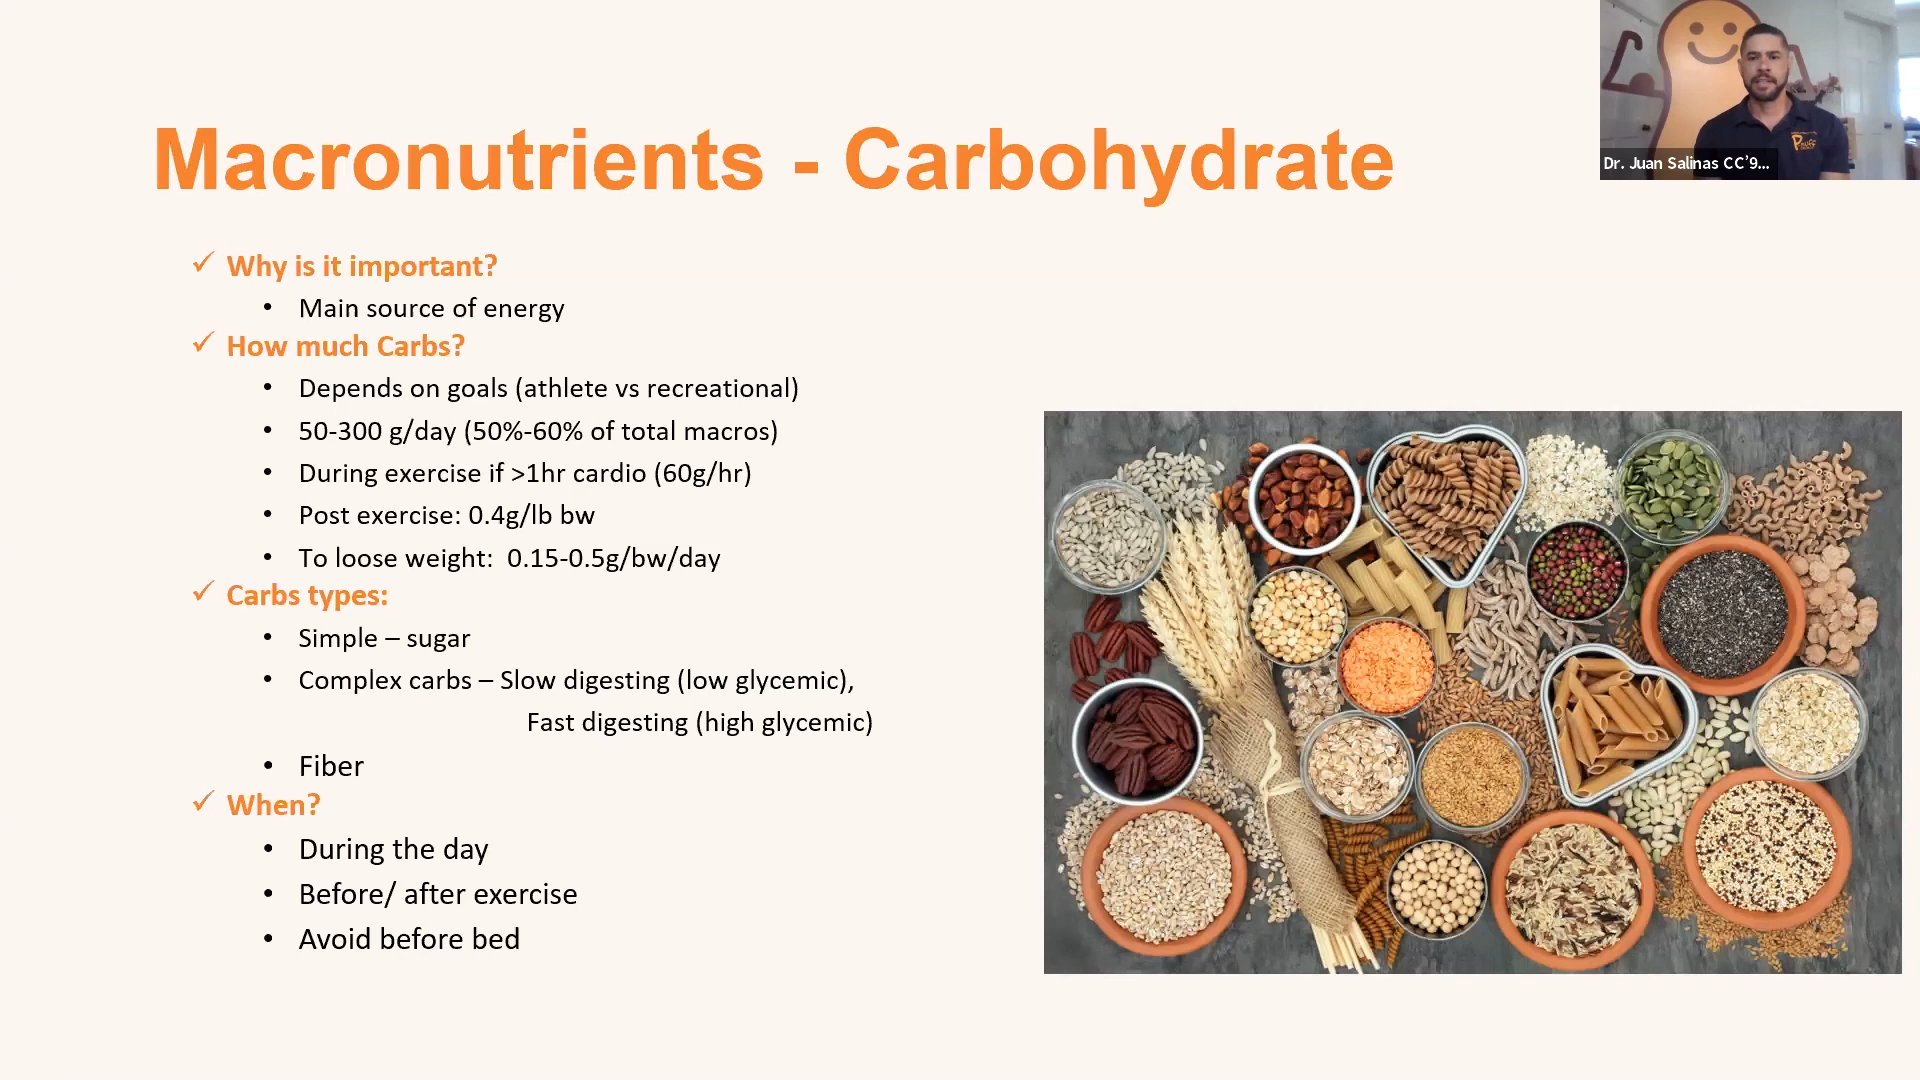 Macronutrients - Carbohydrate
Dr. Juan Salinas CC’9...
✓ Why is it important?
• Main source of energy
✓ How much Carbs?
• Depends on goals (athlete vs recreational)
• 50-300 g/day (50%-60% of total macros)
• During exercise if >1hr cardio (60g/hr)
• Post exercise: 0.4g/lb bw
• To loose weight:  0.15-0.5g/bw/day
✓ Carbs types:
• Simple – sugar
• Complex carbs – Slow digesting (low glycemic),
Fast digesting (high glycemic)
• Fiber
✓ When?
• During the day
• Before/ after exercise
• Avoid before bed